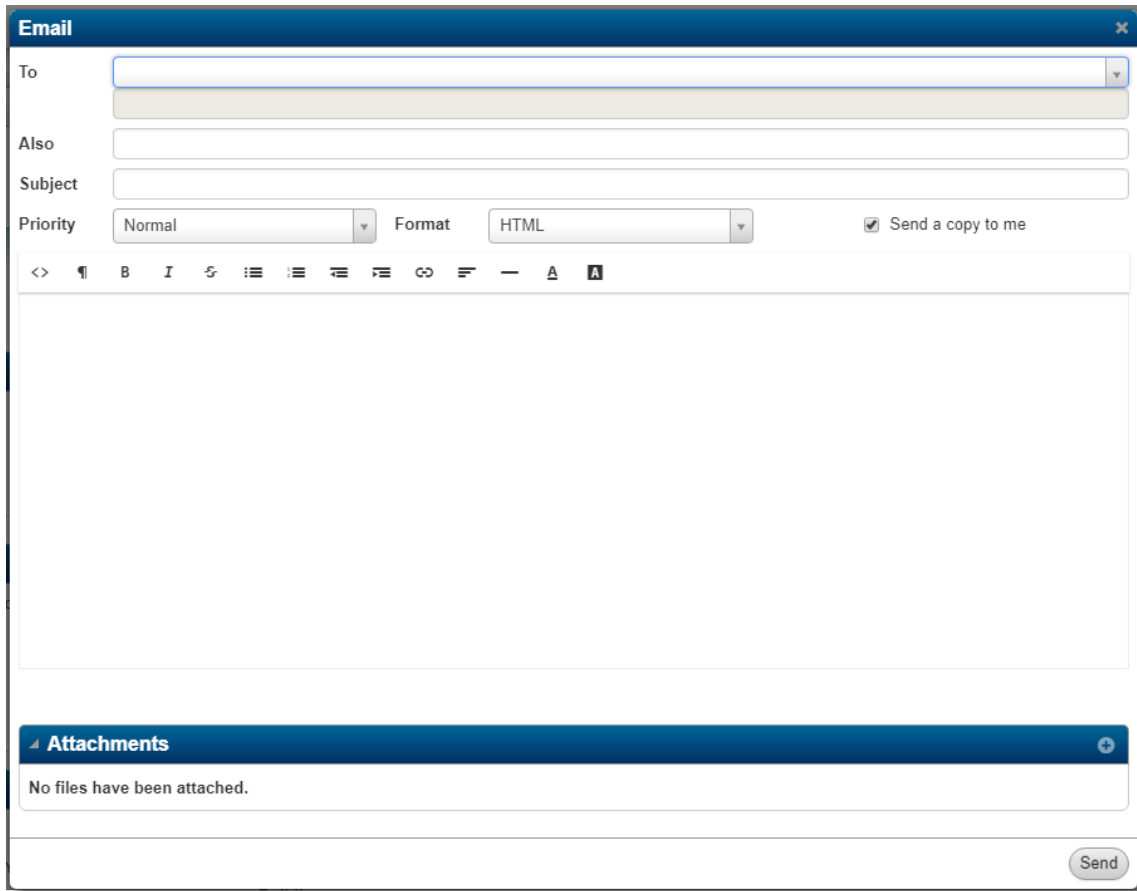 Email
To
Also
Subject
Priority Normal Format HTML Send a copy to me
B I S A A
Attachments
No files have been attached.
Send